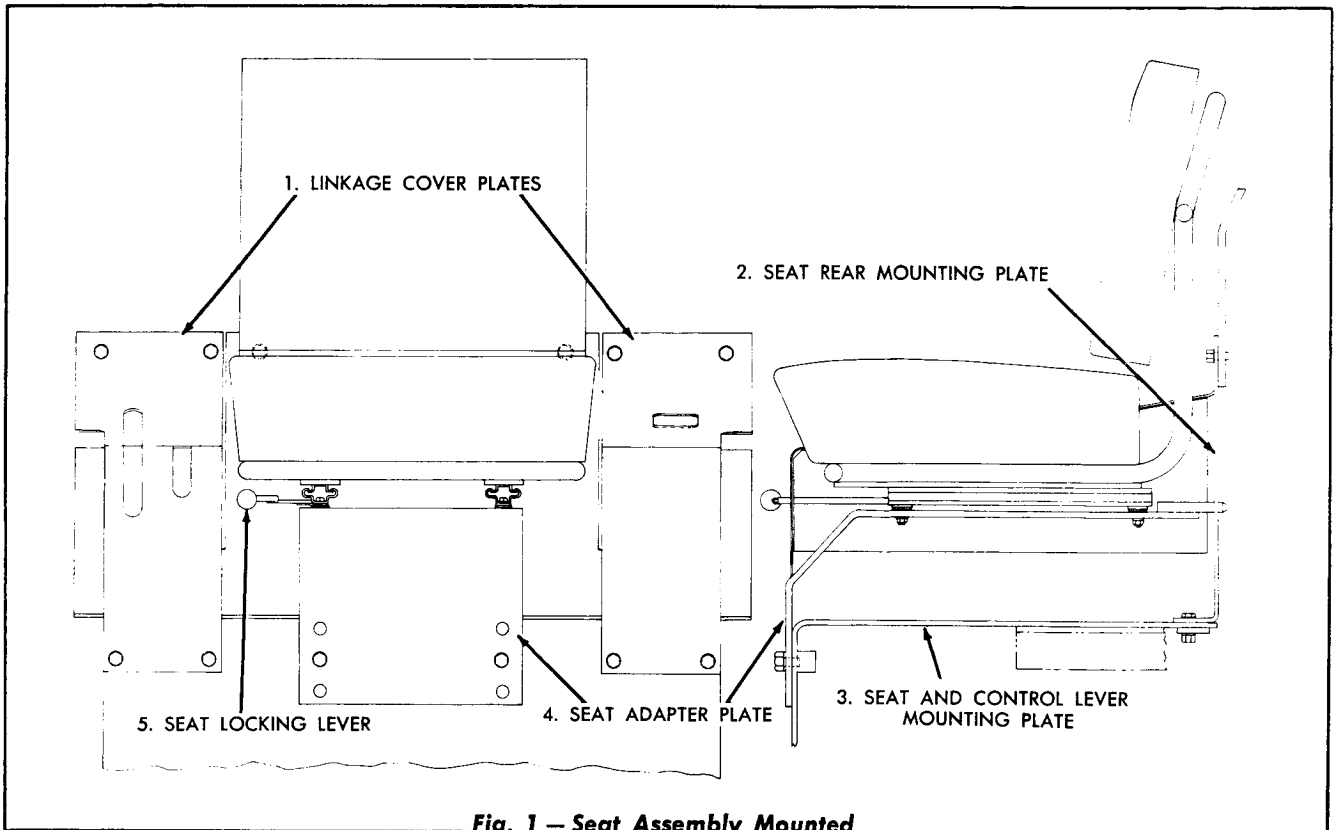 1. LINKAGE COVER PLATES
2. SEAT REAR MOUNTING PLATE
3. SEAT AND CONTROL LEVER
MOUNTING PLATE
4. SEAT ADAPTER PLATE
5. SEAT LOCKING LEVER
Fig. 1 — Seat Assembly Mounted